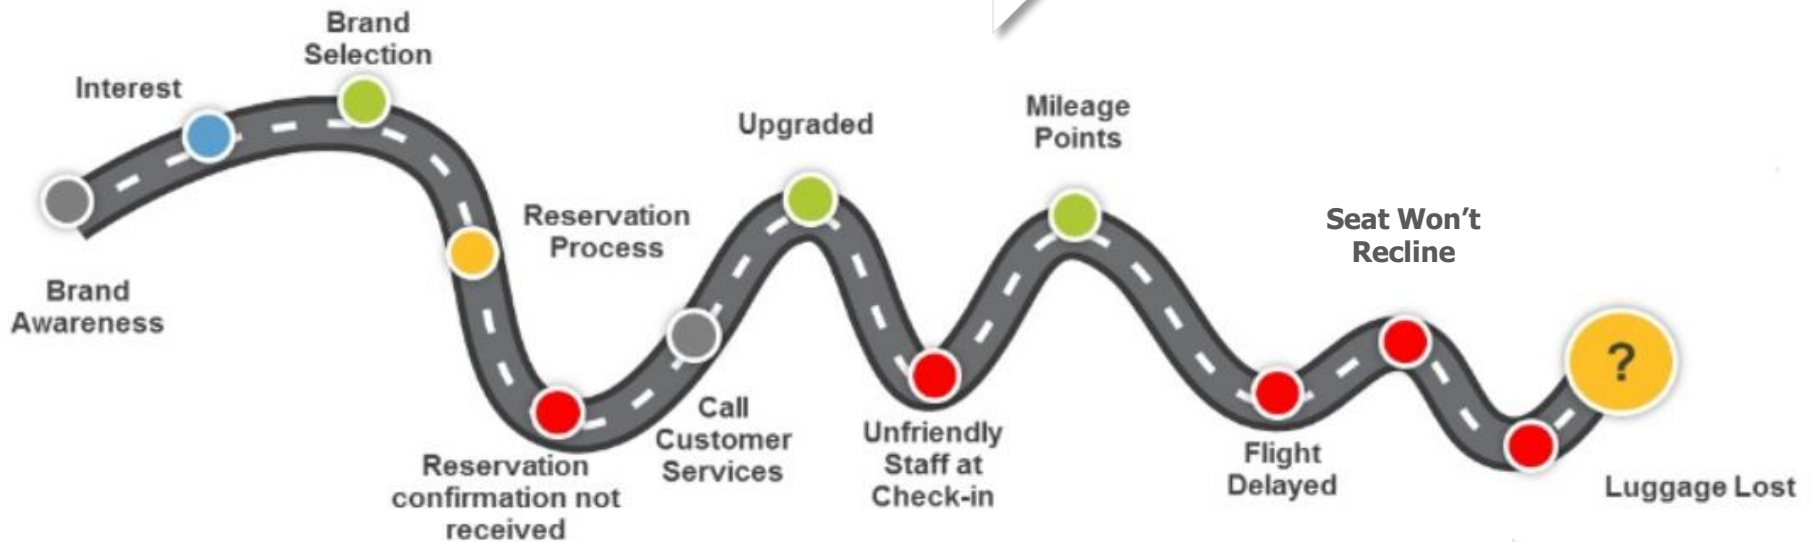 Brand
Awareness
Interest
Brand
Selection
Reservation
Process
Reservation
confirmation not
received
Call
Customer
Services
Upgraded
Unfriendly
Staff at
Check-in
Mileage
Points
Flight
Delayed
Seat Won’t
Recline
Luggage Lost
?